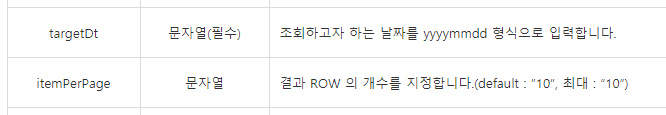 targetDt 문자열(필수) 조회하고자 하는 날짜를 yyyymmdd 형식으로 입력합니다.
itemPerPage 문자열 결과 ROW 의 개수를 지정합니다.(default : “10”, 최대 : “10“)